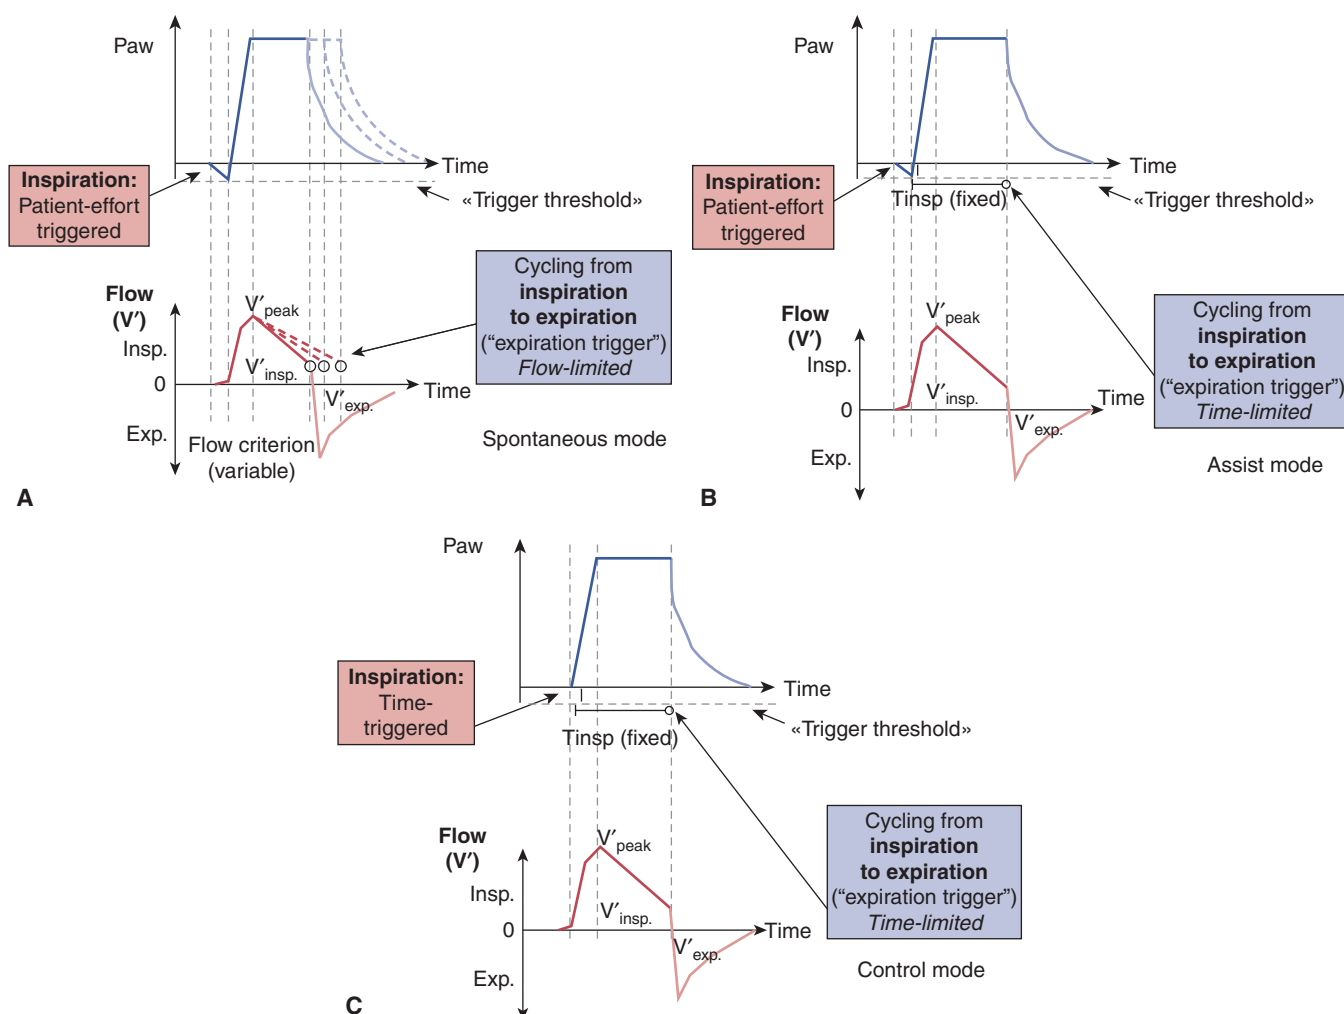 A
Paw
Time
Inspiration:
Patient-effort
triggered
«Trigger threshold»
Flow
(V′)
V′peak
Insp.
V′insp.
0
Time
V′exp.
Exp.
Flow criterion
(variable)
Cycling from
inspiration
to expiration
(“expiration trigger”)
Flow-limited
Spontaneous mode
B
Paw
Time
Inspiration:
Patient-effort
triggered
Tinsp (fixed)
«Trigger threshold»
Flow
(V′)
V′peak
Insp.
V′insp.
0
Time
V′exp.
Exp.
Cycling from
inspiration
to expiration
(“expiration trigger”)
Time-limited
Assist mode
C
Paw
Time
Inspiration:
Time-
triggered
Tinsp (fixed)
«Trigger threshold»
Flow
(V′)
V′peak
Insp.
V′insp.
0
Time
V′exp.
Exp.
Cycling from
inspiration
to expiration
(“expiration trigger”)
Time-limited
Control mode